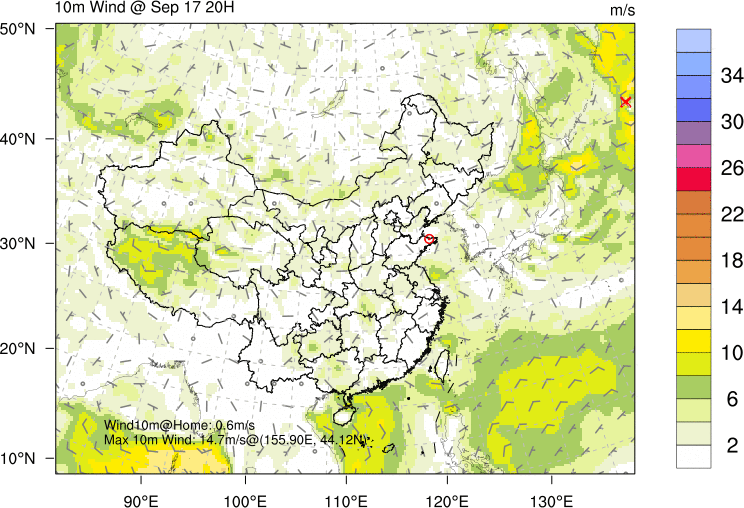 10m Wind @ Sep 17 20H
m/s
50°N
40°N
30°N
20°N
10°N
34
30
26
22
18
14
10
6
2
Wind10m@Home: 0.6m/s
Max 10m Wind: 14.7m/s@(155.90E, 44.12N)
90°E
100°E
110°E
120°E
130°E